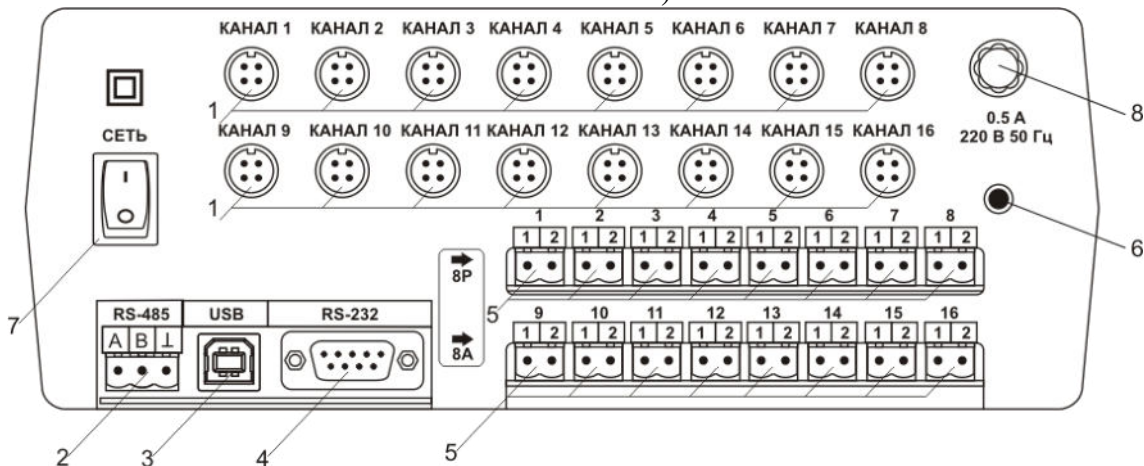 )
КАНАЛ 1 КАНАЛ 2 КАНАЛ 3 КАНАЛ 4 КАНАЛ 5 КАНАЛ 6 КАНАЛ 7 КАНАЛ 8
1
8
0.5 А
220 В 50 Гц
СЕТЬ
КАНАЛ 9 КАНАЛ 10 КАНАЛ 11 КАНАЛ 12 КАНАЛ 13 КАНАЛ 14 КАНАЛ 15 КАНАЛ 16
I
O
1
6
1 2 3 4 5 6 7 8
1 2 1 2 1 2 1 2 1 2 1 2 1 2 1 2
8Р
7
5
RS-485 USB RS-232
A B ⊥
9 10 11 12 13 14 15 16
1 2 1 2 1 2 1 2 1 2 1 2 1 2 1 2
8А
2 3 4 5